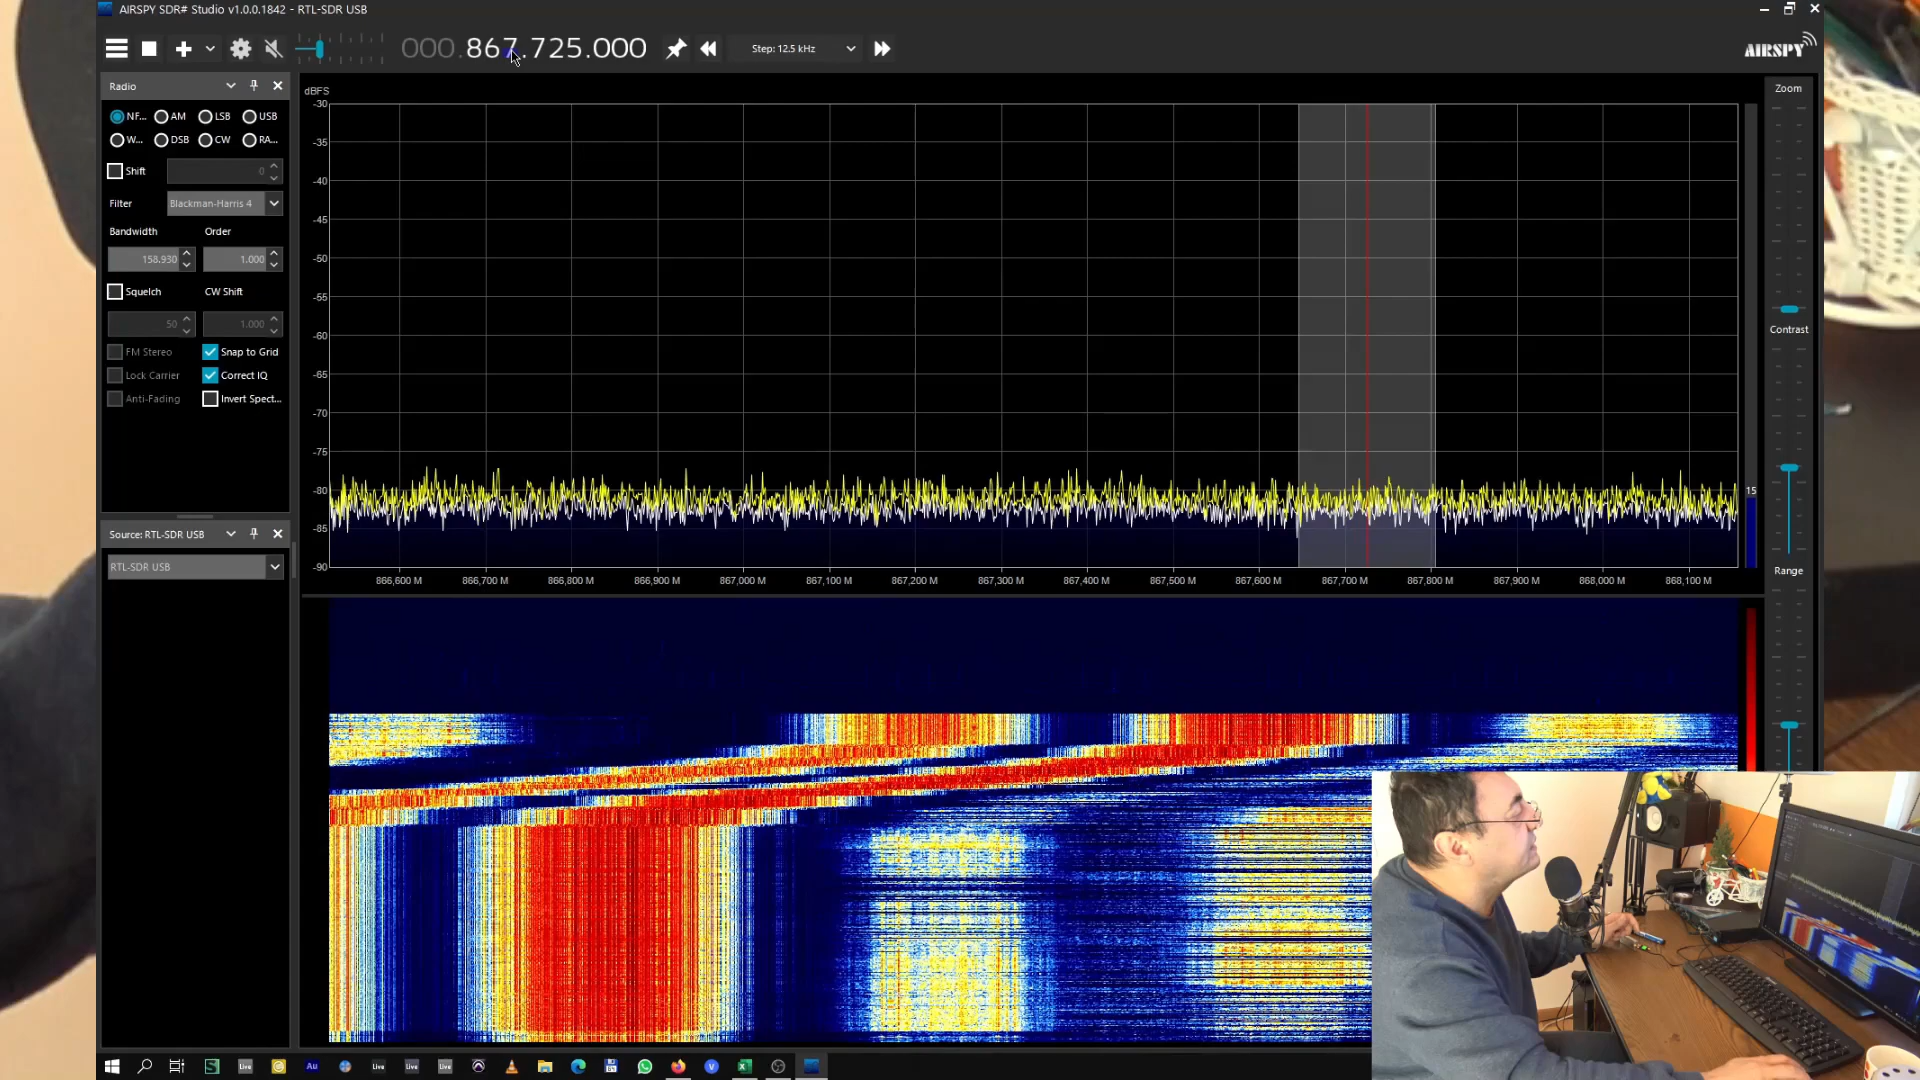 AIRSPY SDR# Studio v1.0.0.1842 - RTL-SDR USB
000.867.725.000
Step: 12.5 kHz
AIRSPY
Radio
NF... AM LSB USB
W... DSB CW RA...
Shift 0
Filter Blackman-Harris 4
Bandwidth Order
158.930 1.000
Squelch CW Shift
50 1.000
FM Stereo Snap to Grid
Lock Carrier Correct IQ
Anti-Fading Invert Spect...
Source: RTL-SDR USB
RTL-SDR USB
dBFS
-30
-35
-40
-45
-50
-55
-60
-65
-70
-75
-80
-85
-90
866,600 M 866,700 M 866,800 M 866,900 M 867,000 M 867,100 M 867,200 M 867,300 M 867,400 M 867,500 M 867,600 M 867,700 M 867,800 M 867,900 M 868,000 M 868,100 M
15
Zoom
Contrast
Range
S
Live
Au
Live
Live
Live
V